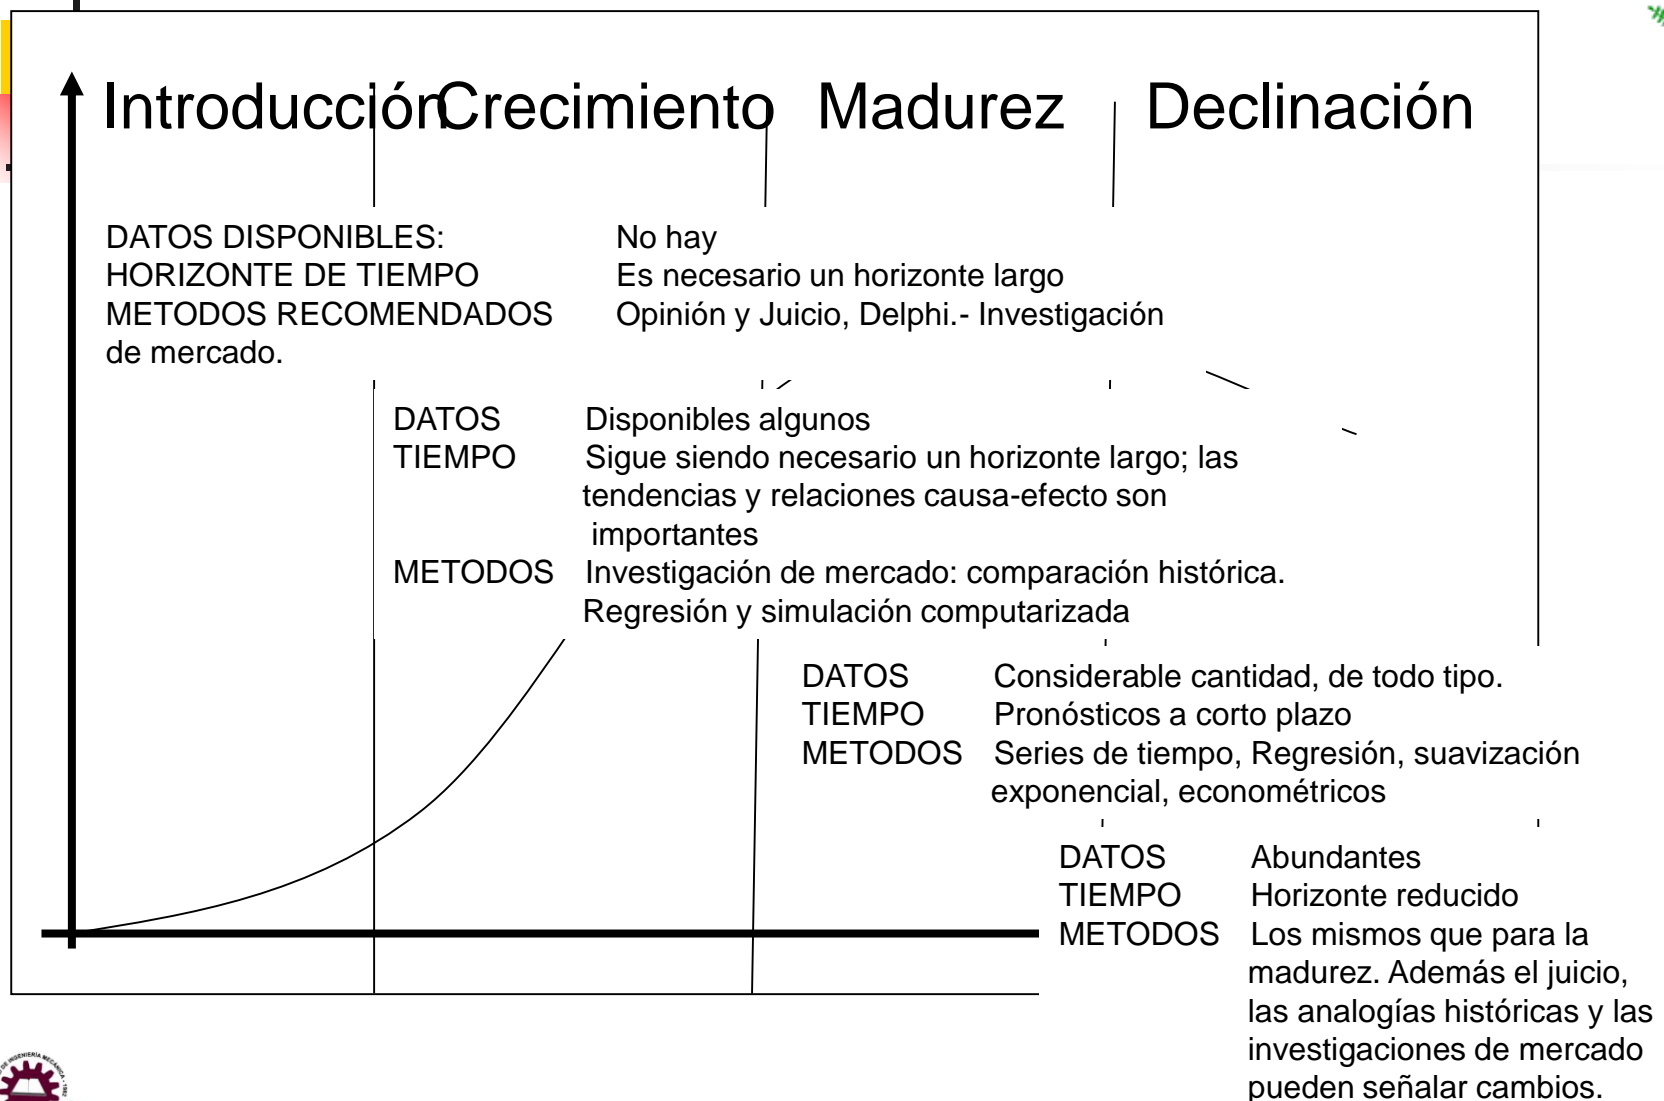 Introducción Crecimiento Madurez Declinación
DATOS DISPONIBLES: No hay
HORIZONTE DE TIEMPO Es necesario un horizonte largo
METODOS RECOMENDADOS Opinión y Juicio, Delphi.- Investigación
de mercado.
DATOS Disponibles algunos
TIEMPO Sigue siendo necesario un horizonte largo; las
tendencias y relaciones causa-efecto son
importantes
METODOS Investigación de mercado: comparación histórica.
Regresión y simulación computarizada
DATOS Considerable cantidad, de todo tipo.
TIEMPO Pronósticos a corto plazo
METODOS Series de tiempo, Regresión, suavización
exponencial, econométricos
DATOS Abundantes
TIEMPO Horizonte reducido
METODOS Los mismos que para la
madurez. Además el juicio,
las analogías históricas y las
investigaciones de mercado
pueden señalar cambios.